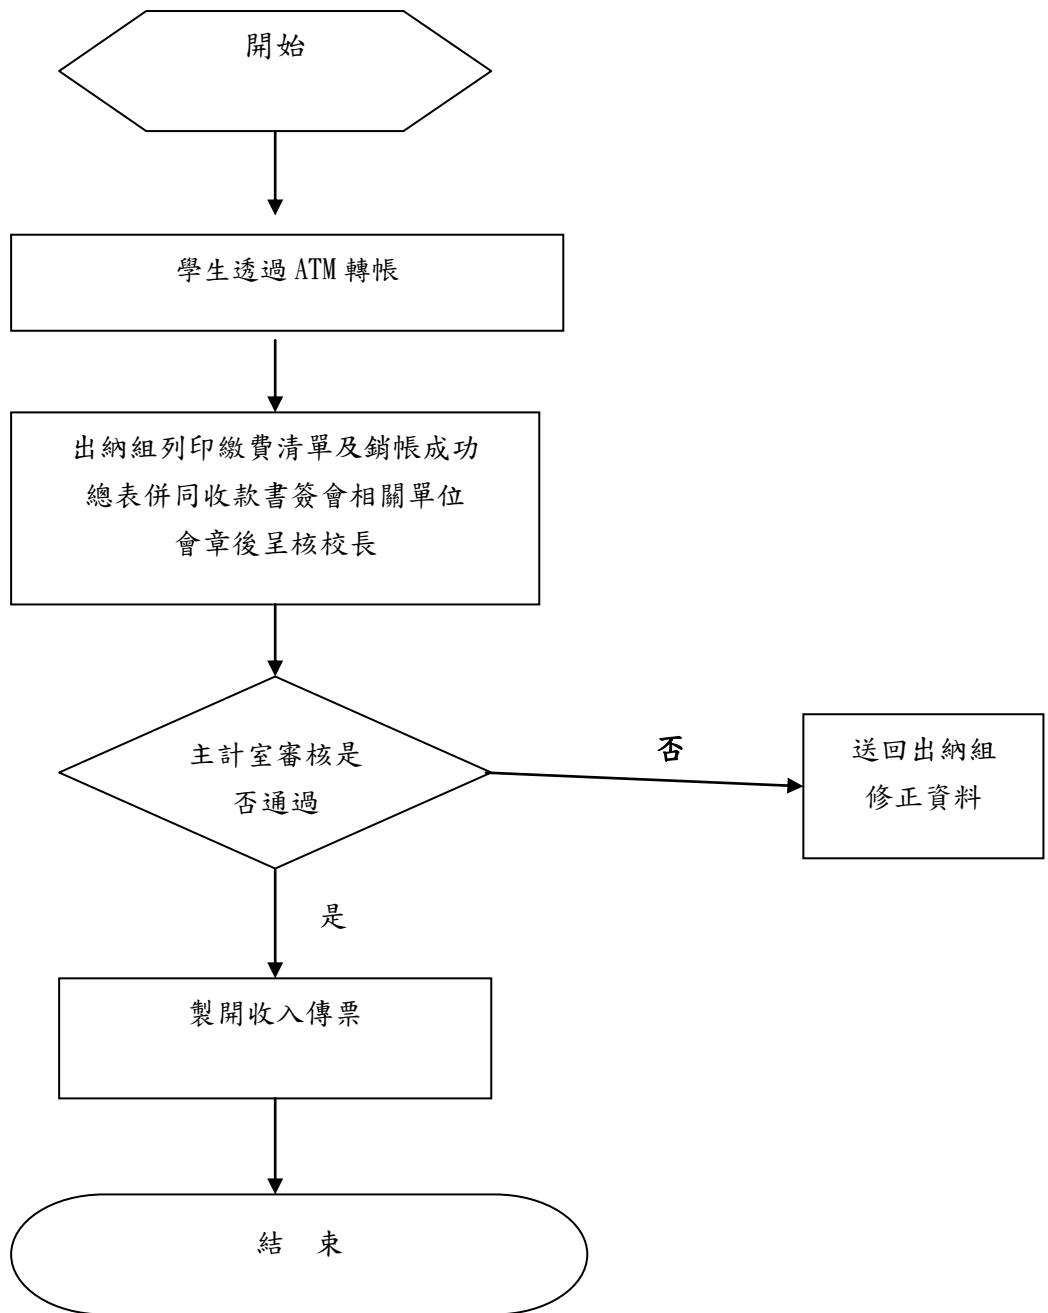 開始
學生透過 ATM 轉帳
出納組列印繳費清單及銷帳成功
總表併同收款書簽會相關單位
會章後呈核校長
主計室審核是
否通過
否
送回出納組
修正資料
是
製開收入傳票
結 束